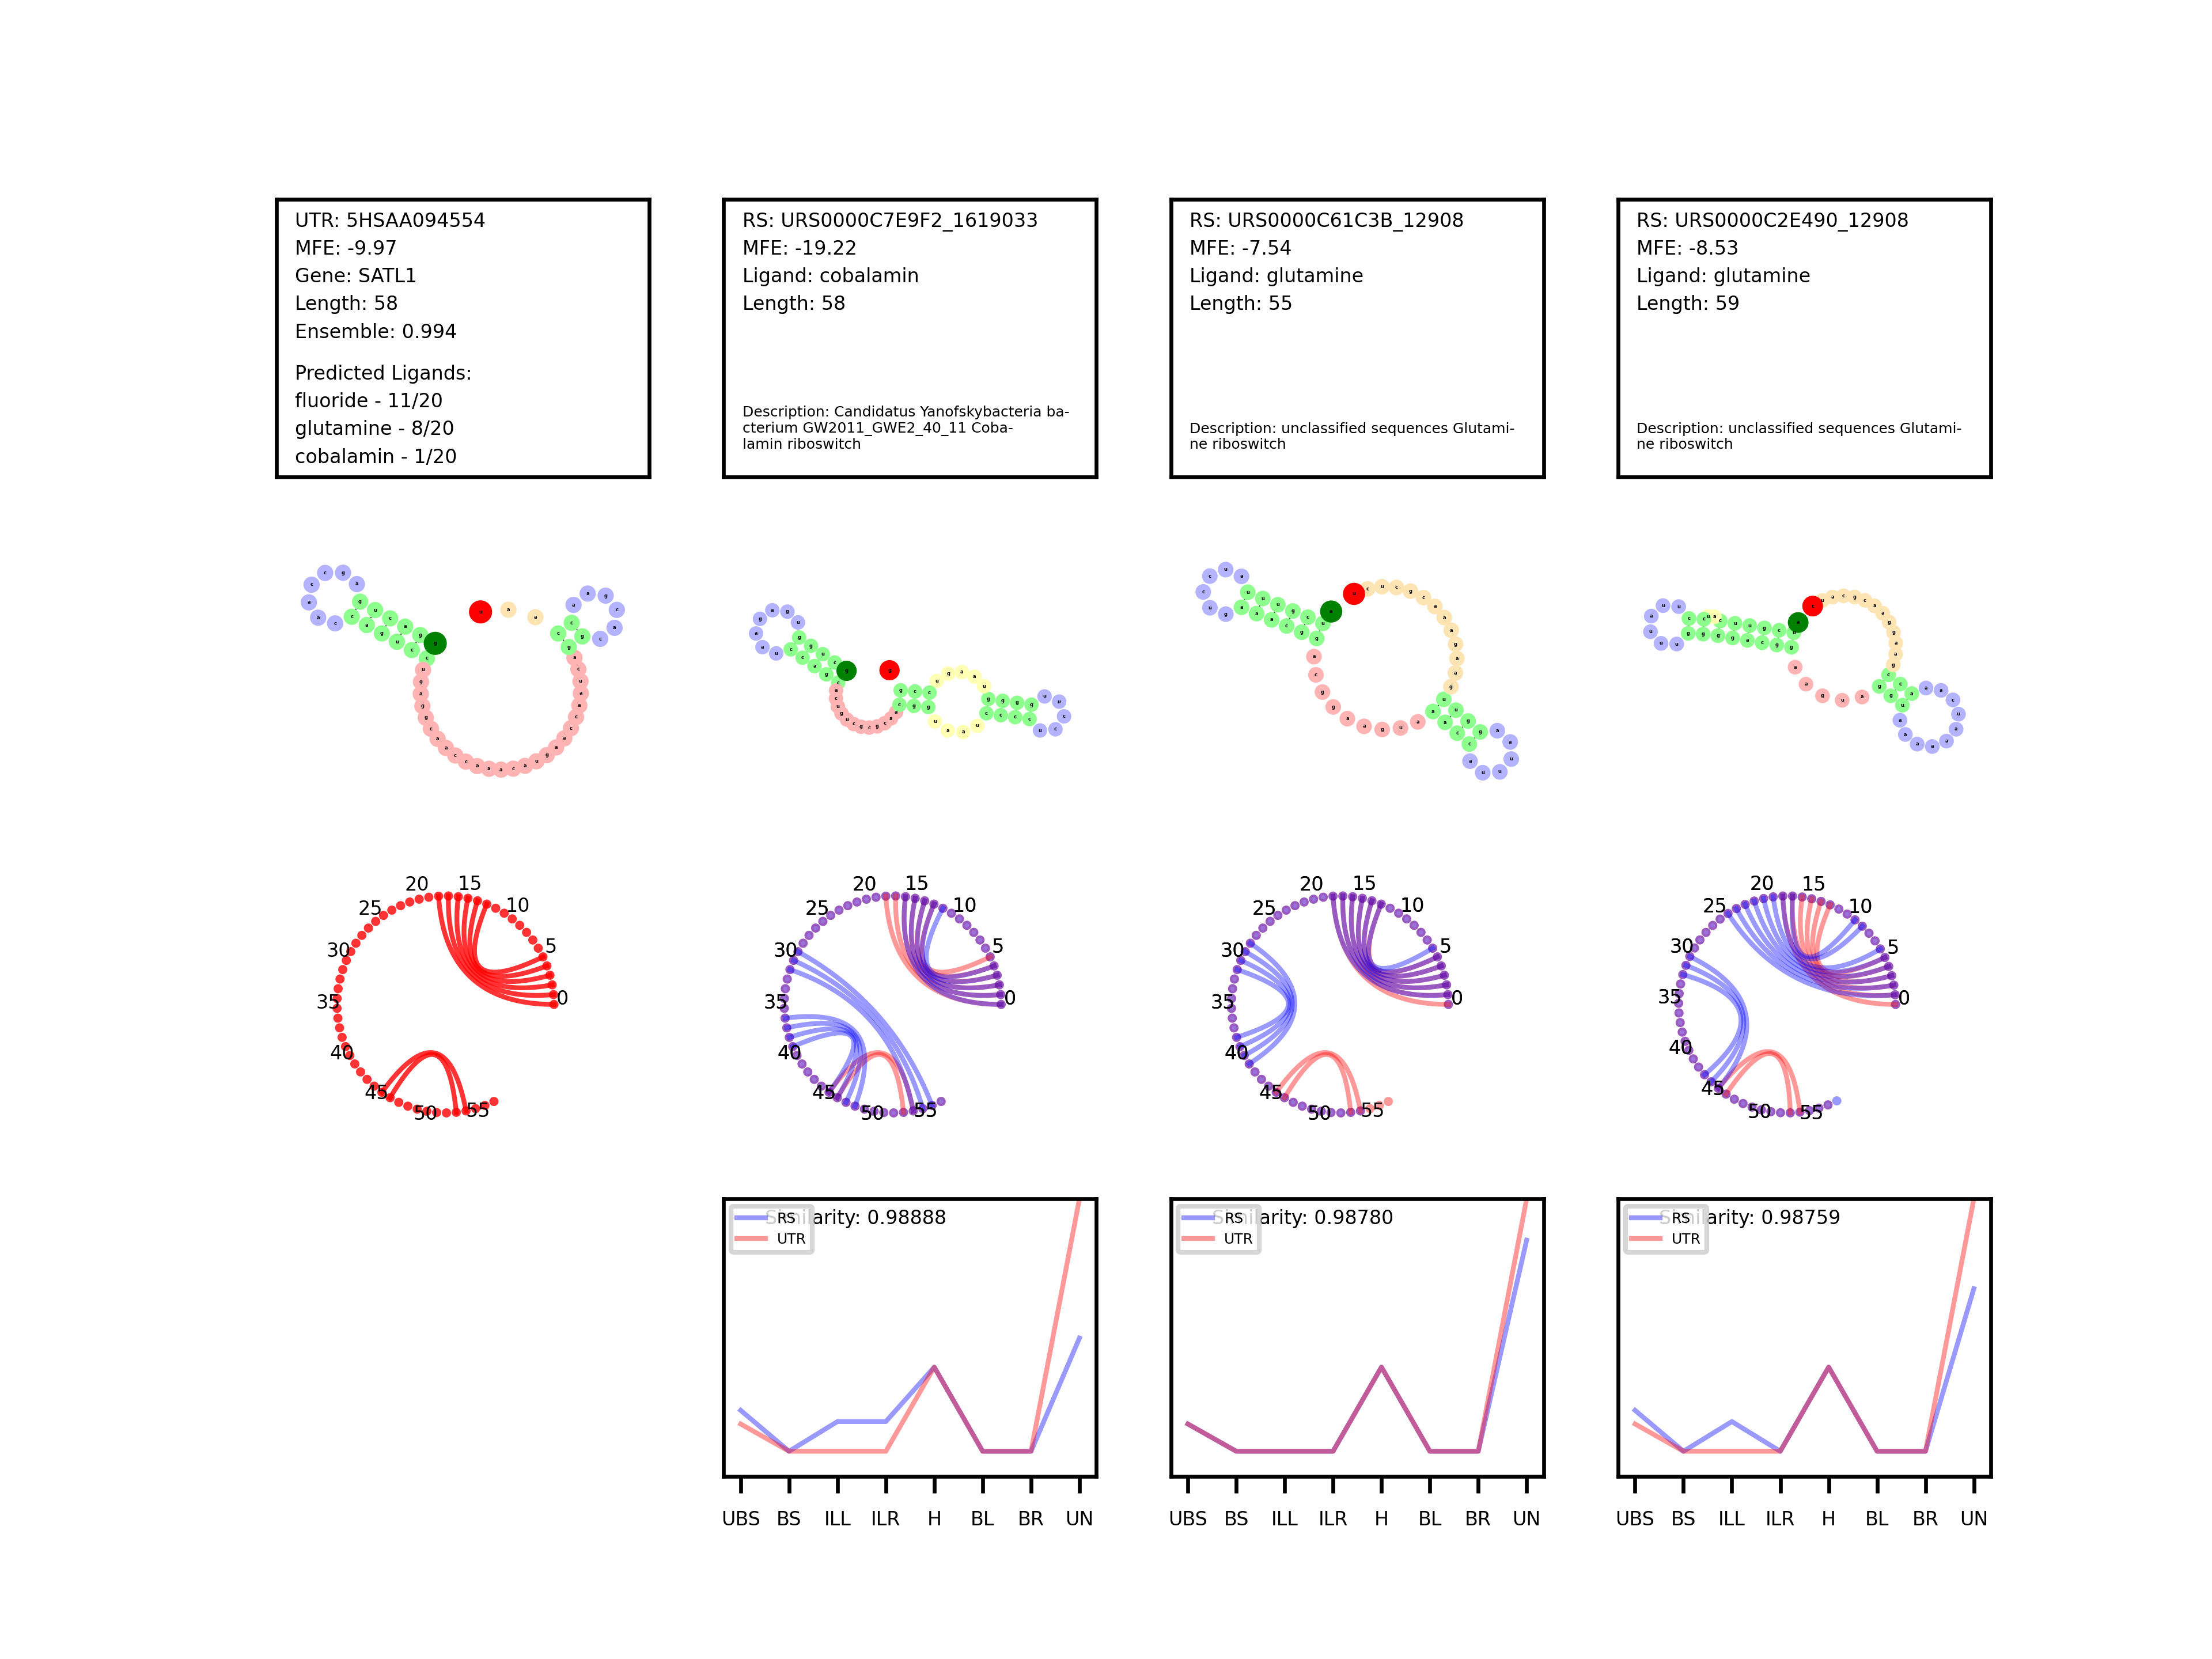 UTR: 5HSAA094554
MFE: -9.97
Gene: SATL1
Length: 58
Ensemble: 0.994
Predicted Ligands:
fluoride - 11/20
glutamine - 8/20
cobalamin - 1/20
RS: URS0000C7E9F2_1619033
MFE: -19.22
Ligand: cobalamin
Length: 58
Description: Candidatus Yanofskybacteria ba-
cterium GW2011_GWE2_40_11 Coba-
lamin riboswitch
RS: URS0000C61C3B_12908
MFE: -7.54
Ligand: glutamine
Length: 55
Description: unclassified sequences Glutami-
ne riboswitch
RS: URS0000C2E490_12908
MFE: -8.53
Ligand: glutamine
Length: 59
Description: unclassified sequences Glutami-
ne riboswitch
0 5 10 15 20 25 30 35 40 45 50 55
0 5 10 15 20 25 30 35 40 45 50 55
0 5 10 15 20 25 30 35 40 45 50 55
0 5 10 15 20 25 30 35 40 45 50 55
Similarity: 0.98888
RS
UTR
UBS BS ILL ILR H BL BR UN
Similarity: 0.98780
RS
UTR
UBS BS ILL ILR H BL BR UN
Similarity: 0.98759
RS
UTR
UBS BS ILL ILR H BL BR UN